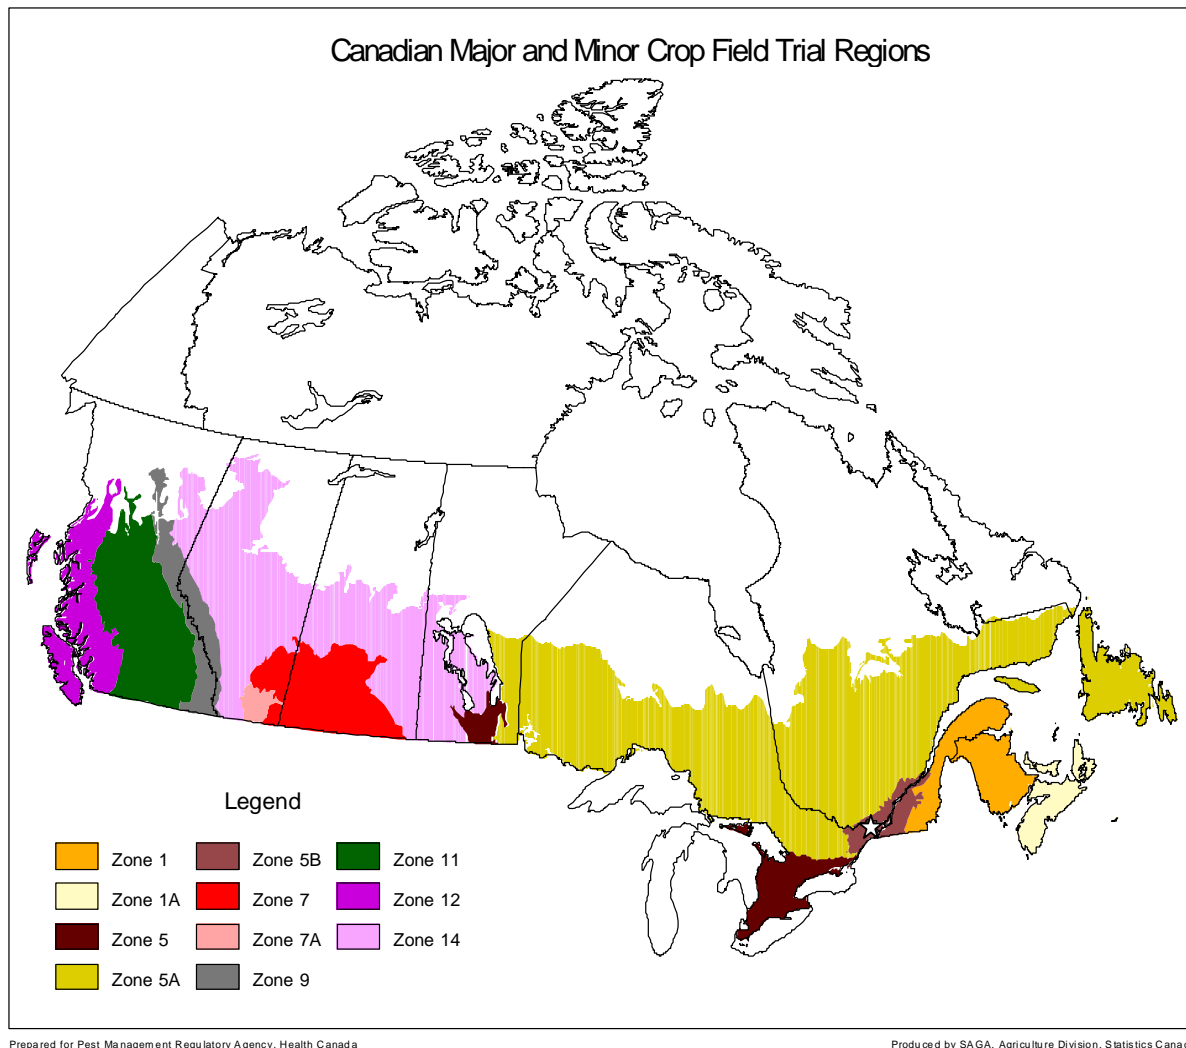 Canadian Major and Minor Crop Field Trial Regions
Legend
Zone 1
Zone 1A
Zone 5
Zone 5A
Zone 5B
Zone 7
Zone 7A
Zone 9
Zone 11
Zone 12
Zone 14
Prepared for Pest Management Regulatory Agency, Health Canada
Produced by SAGA, Agriculture Division, Statistics Canad